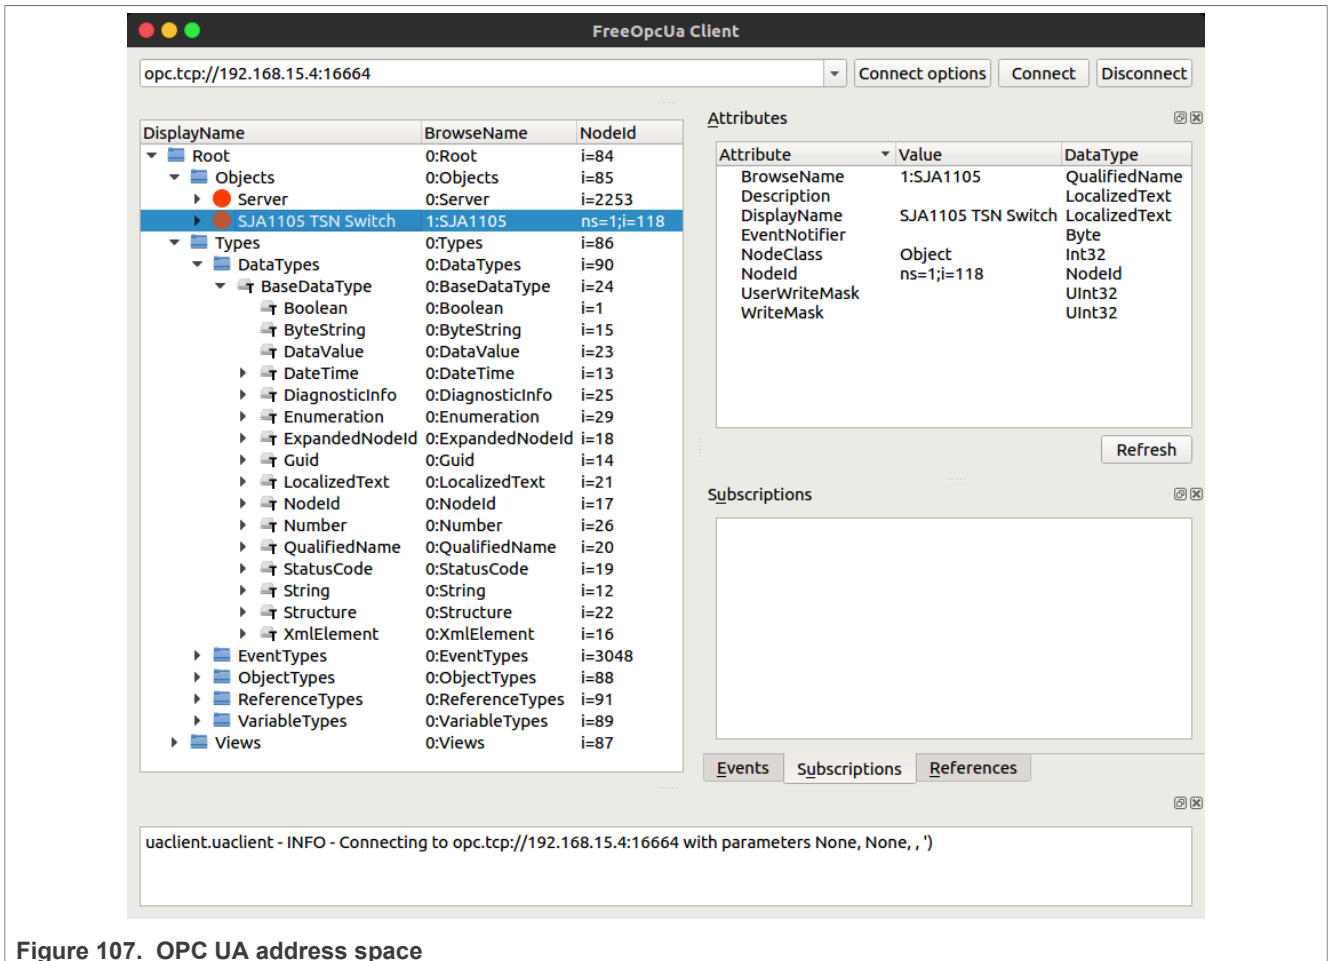 FreeOpcUa Client
opc.tcp://192.168.15.4:16664
Connect options
Connect
Disconnect
DisplayName BrowseName NodeId
Root 0:Root i=84
Objects 0:Objects i=85
Server 0:Server i=2253
SJA1105 TSN Switch 1:SJA1105 ns=1;i=118
Types 0:Types i=86
DataTypes 0:DataTypes i=90
BaseDataType 0:BaseDataType i=24
Boolean 0:Boolean i=1
ByteString 0:ByteString i=15
DataValue 0:DataValue i=23
DateTime 0:DateTime i=13
DiagnosticInfo 0:DiagnosticInfo i=25
Enumeration 0:Enumeration i=29
ExpandedNodeId 0:ExpandedNodeId i=18
Guid 0:Guid i=14
LocalizedText 0:LocalizedText i=21
NodeId 0:NodeId i=17
Number 0:Number i=26
QualifiedName 0:QualifiedName i=20
StatusCode 0:StatusCode i=19
String 0:String i=12
Structure 0:Structure i=22
XmlElement 0:XmlElement i=16
EventTypes 0:EventTypes i=3048
ObjectTypes 0:ObjectTypes i=88
ReferenceTypes 0:ReferenceTypes i=91
VariableTypes 0:VariableTypes i=89
Views 0:Views i=87
Attributes
Attribute Value DataType
BrowseName 1:SJA1105 QualifiedName
Description LocalizedText
DisplayName SJA1105 TSN Switch LocalizedText
EventNotifier Byte
NodeClass Object Int32
NodeId ns=1;i=118 NodeId
UserWriteMask UInt32
WriteMask UInt32
Refresh
Subscriptions
Events Subscriptions References
uaclient.uaclient - INFO - Connecting to opc.tcp://192.168.15.4:16664 with parameters None, None, , ')
Figure 107. OPC UA address space